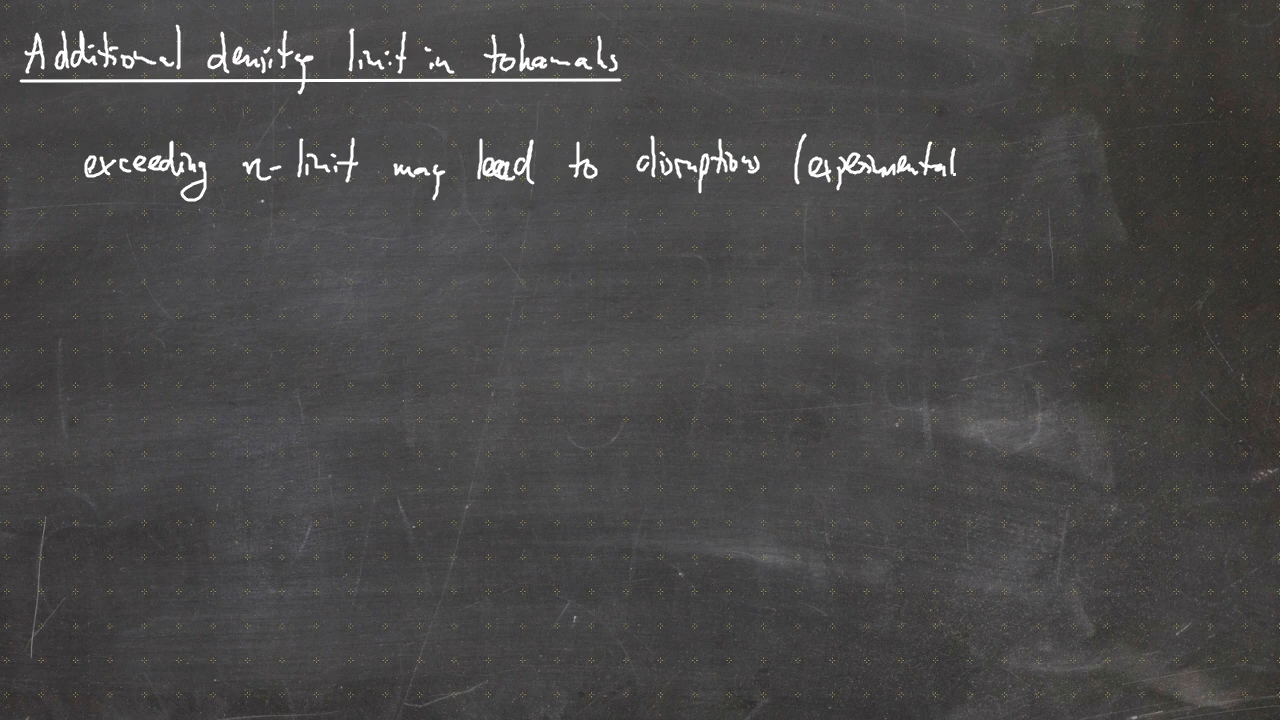 Additional density limit in tokamaks
exceeding n-limit may lead to disruptions (experimental